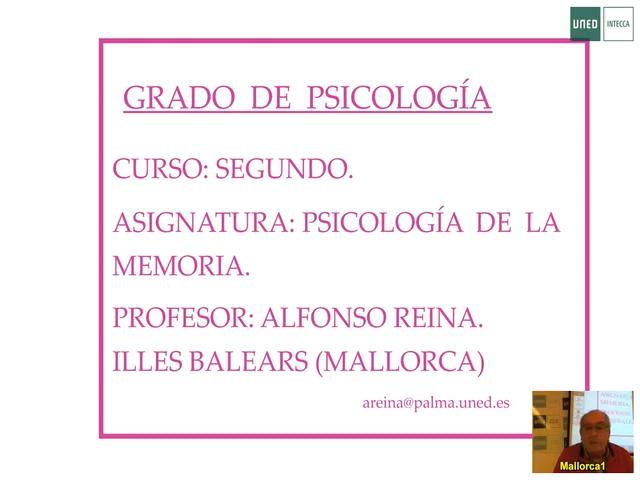 UNED INTECCA
GRADO DE PSICOLOGÍA
CURSO: SEGUNDO.
ASIGNATURA: PSICOLOGÍA DE LA
MEMORIA.
PROFESOR: ALFONSO REINA.
ILLES BALEARS (MALLORCA)
areina@palma.uned.es
Mallorca1